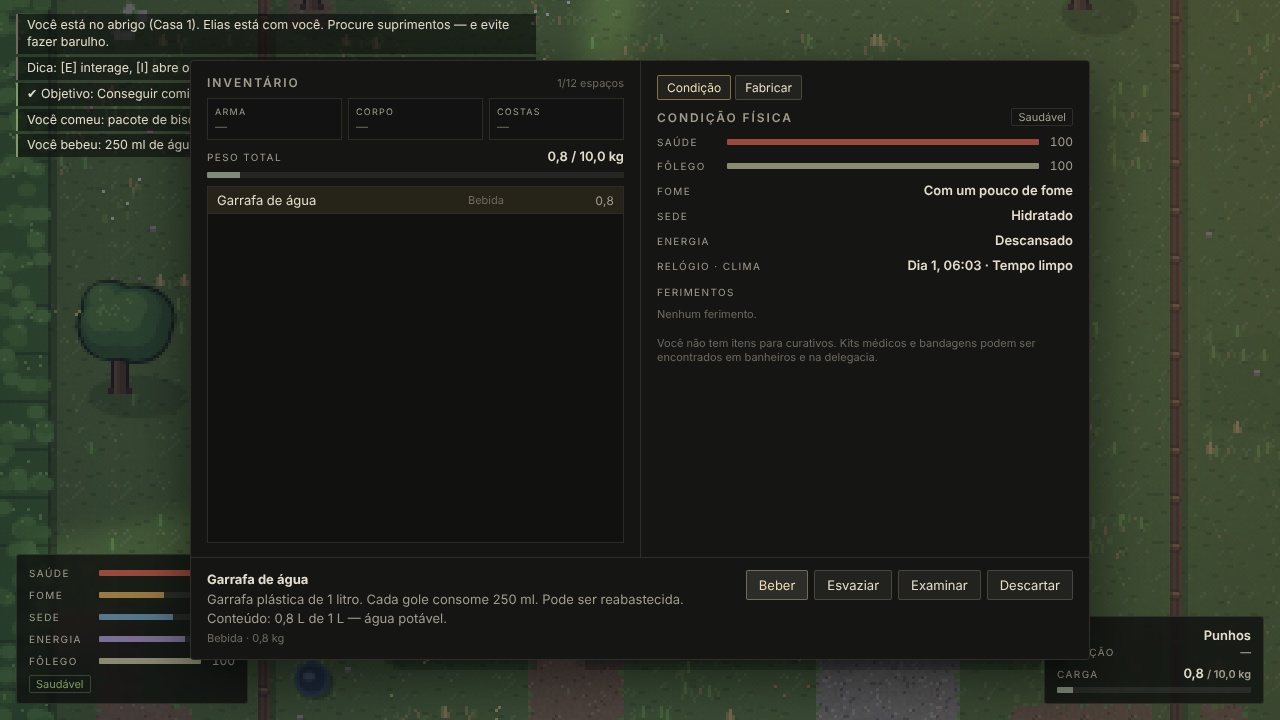 Você está no abrigo (Casa 1). Elias está com você. Procure suprimentos — e evite
fazer barulho.
Dica: [E] interage, [I] abre o
✔ Objetivo: Conseguir comi
Você comeu: pacote de bisc
Você bebeu: 250 ml de águ
INVENTÁRIO
1/12 espaços
ARMA
—
CORPO
—
COSTAS
—
PESO TOTAL
0,8 / 10,0 kg
Garrafa de água
Bebida
0,8
Condição
Fabricar
CONDIÇÃO FÍSICA
Saudável
SAÚDE
100
FÔLEGO
100
FOME
Com um pouco de fome
SEDE
Hidratado
ENERGIA
Descansado
RELÓGIO · CLIMA
Dia 1, 06:03 · Tempo limpo
FERIMENTOS
Nenhum ferimento.
Você não tem itens para curativos. Kits médicos e bandagens podem ser
encontrados em banheiros e na delegacia.
Garrafa de água
Garrafa plástica de 1 litro. Cada gole consome 250 ml. Pode ser reabastecida.
Conteúdo: 0,8 L de 1 L — água potável.
Bebida · 0,8 kg
Beber
Esvaziar
Examinar
Descartar
SAÚDE
FOME
SEDE
ENERGIA
FÔLEGO
100
Saudável
Punhos
ÇÃO
—
CARGA
0,8 / 10,0 kg